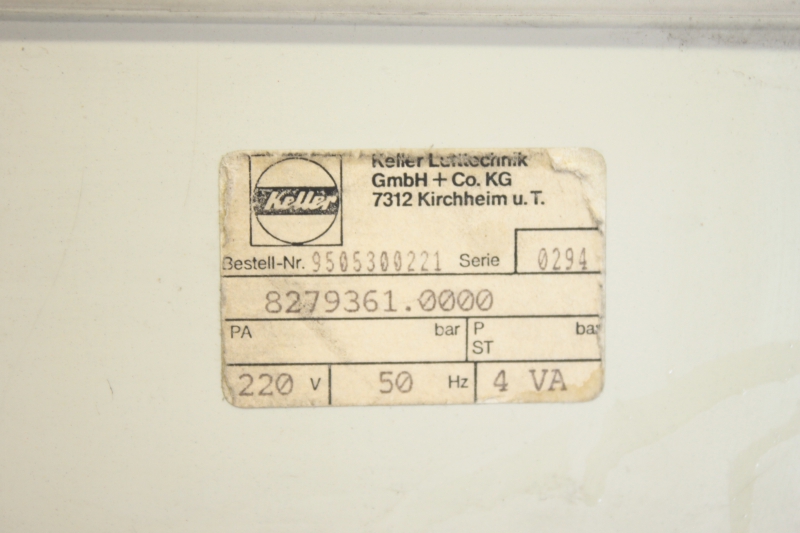 Keller Lufttechnik
GmbH + Co. KG
7312 Kirchheim u. T.
Keller
Bestell-Nr. 9505300221 Serie 0294
8279361.0000
PA bar P bar
ST
220 V 50 Hz 4 VA